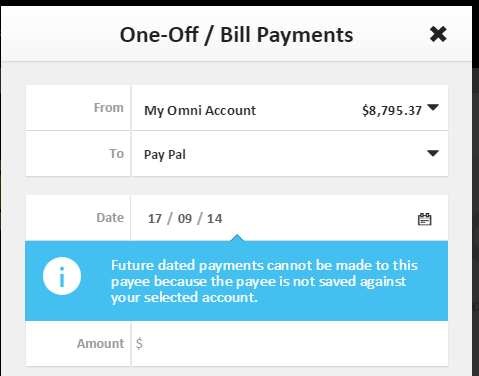 One-Off / Bill Payments
From My Omni Account $8,795.37
To Pay Pal
Date 17 / 09 / 14
Future dated payments cannot be made to this
payee because the payee is not saved against
your selected account.
Amount $